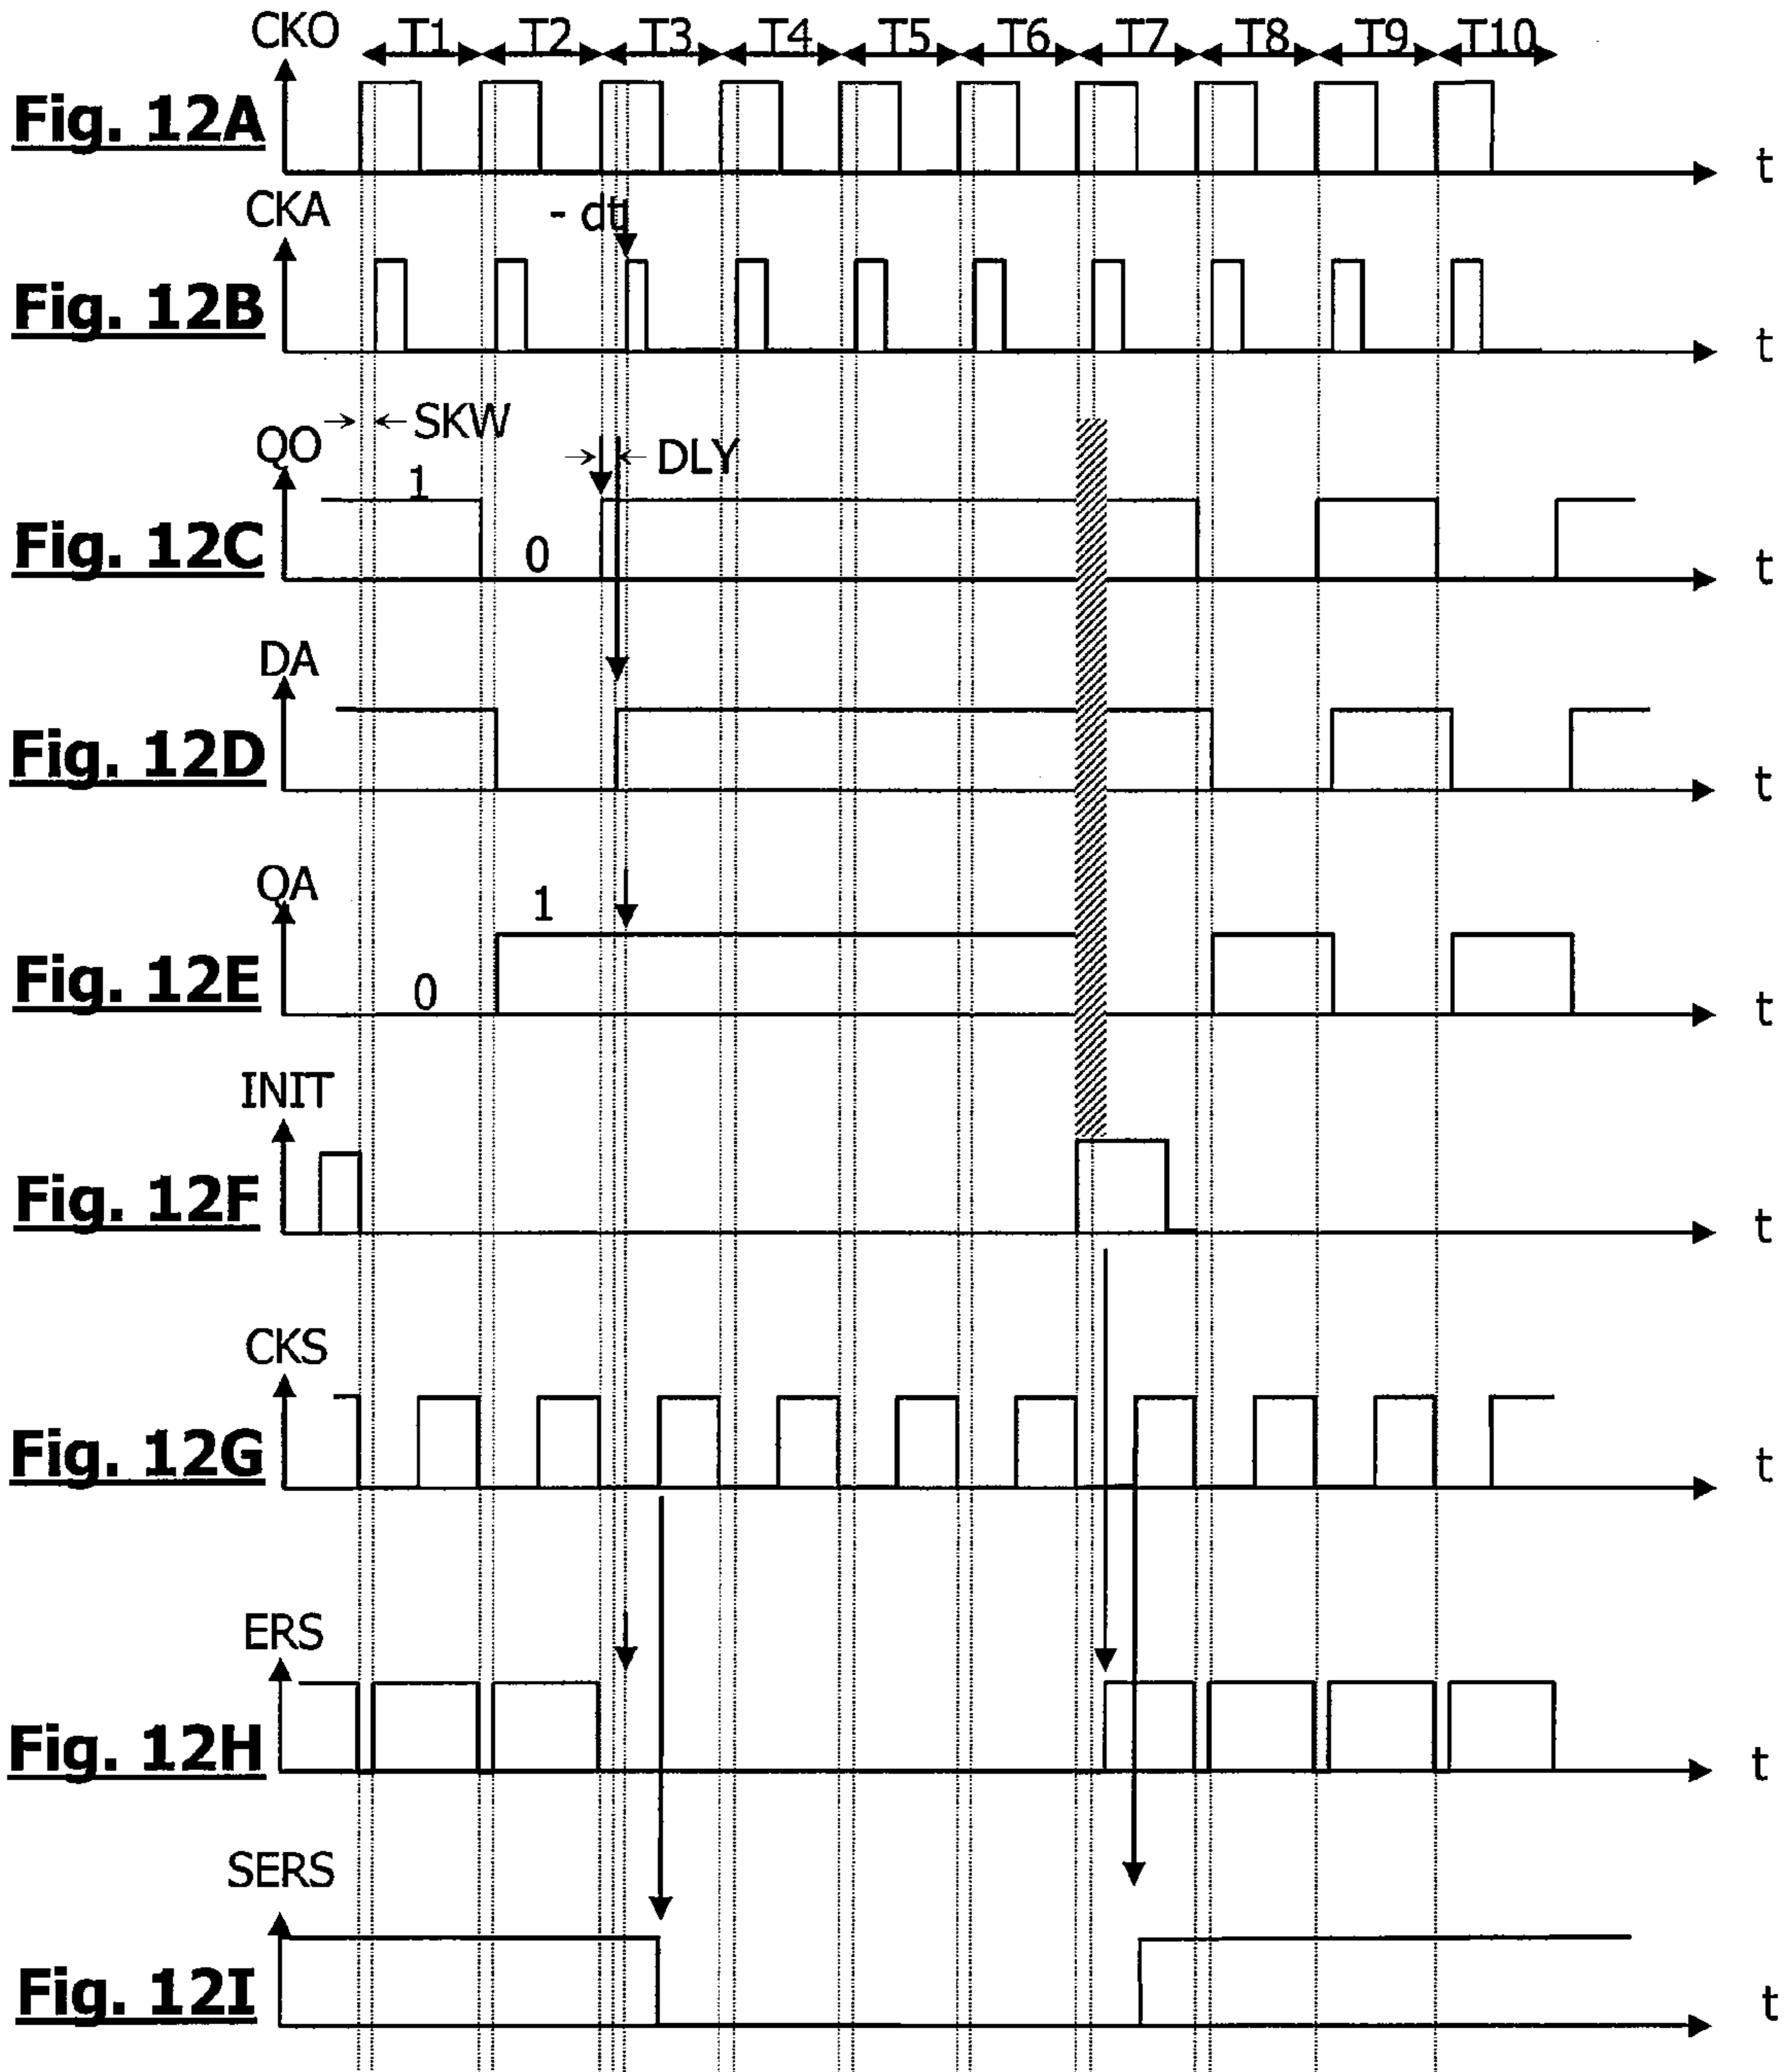 CKO T1 T2 T3 T4 T5 T6 T7 T8 T9 T10
Fig. 12A
t
CKA - dt
Fig. 12B
t
SKW
QO 1 DLY
Fig. 12C 0
t
DA
Fig. 12D
t
QA 1
Fig. 12E 0
t
INIT
Fig. 12F
t
CKS
Fig. 12G
t
ERS
Fig. 12H
t
SERS
Fig. 12I
t